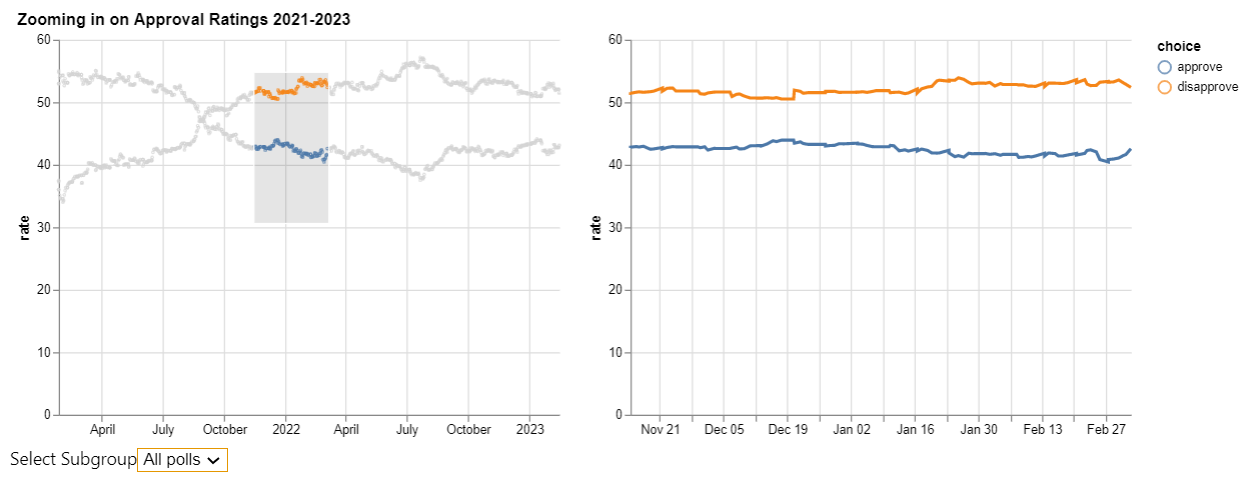 Zooming in on Approval Ratings 2021-2023
60
50
40
30
20
10
0
rate
April July October 2022 April July October 2023
60
50
40
30
20
10
0
rate
Nov 21 Dec 05 Dec 19 Jan 02 Jan 16 Jan 30 Feb 13 Feb 27
choice
approve
disapprove
Select Subgroup All polls